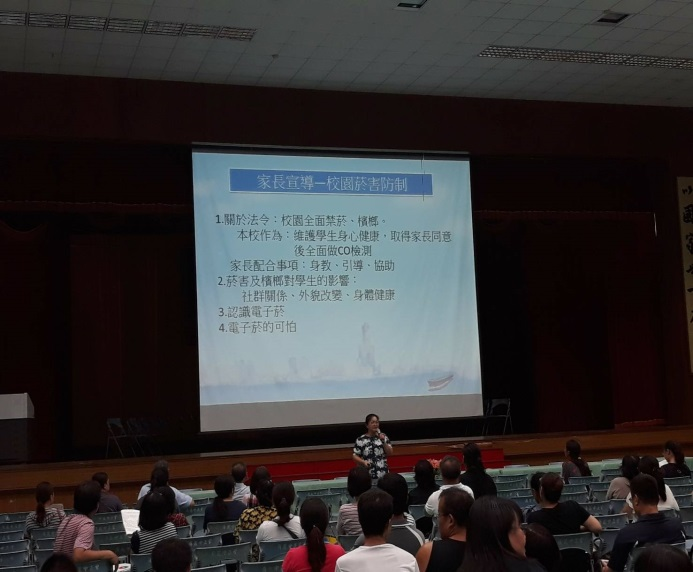 家長宣導—校園菸害防制
1.關於法令：校園全面禁菸、檳榔。
本校作為：維護學生身心健康，取得家長同意
後全面做CO檢測
家長配合事項：身教、引導、協助
2.菸害及檳榔對學生的影響：
社群關係、外貌改變、身體健康
3.認識電子菸
4.電子菸的可怕